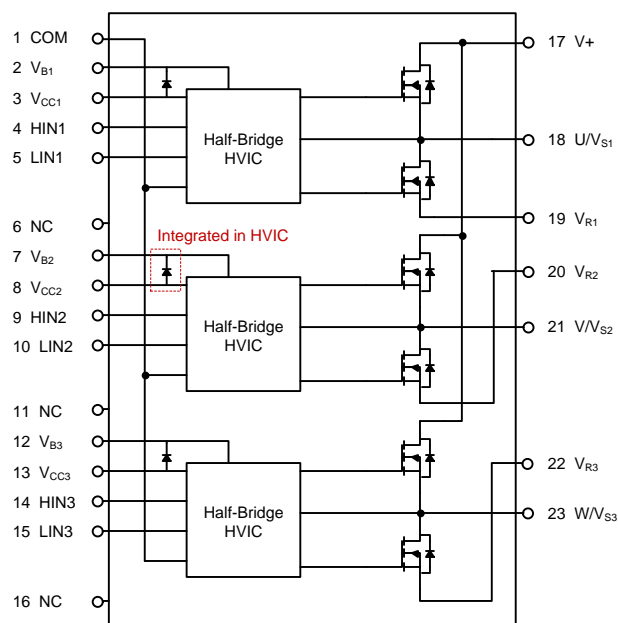 1 COM
2 VB1
3 VCC1
4 HIN1
5 LIN1
6 NC
7 VB2
8 VCC2
9 HIN2
10 LIN2
11 NC
12 VB3
13 VCC3
14 HIN3
15 LIN3
16 NC
Half-Bridge
HVIC
Integrated in HVIC
Half-Bridge
HVIC
Half-Bridge
HVIC
17 V+
18 U/VS1
19 VR1
20 VR2
21 V/VS2
22 VR3
23 W/VS3